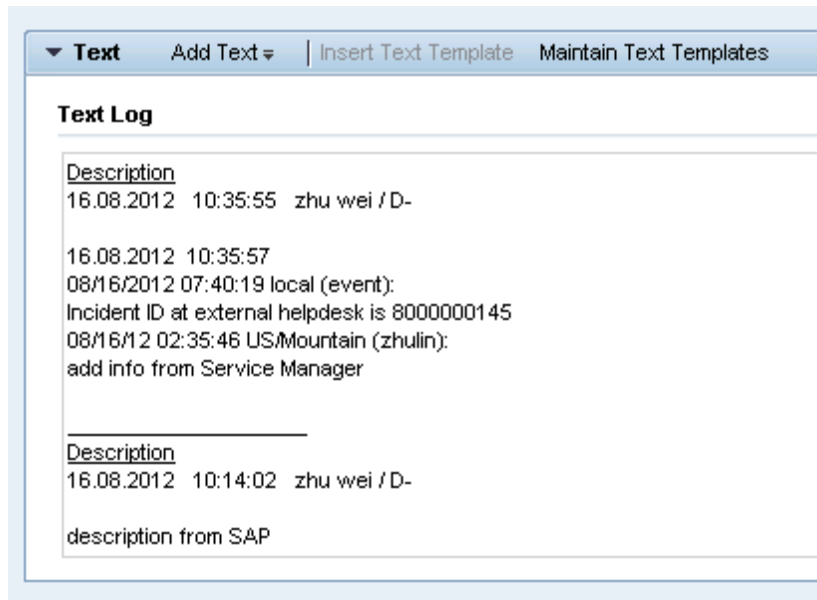 Text Add Text Insert Text Template Maintain Text Templates
Text Log
Description
16.08.2012 10:35:55 zhu wei / D-
16.08.2012 10:35:57
08/16/2012 07:40:19 local (event):
Incident ID at external helpdesk is 8000000145
08/16/12 02:35:46 US/Mountain (zhulin):
add info from Service Manager
Description
16.08.2012 10:14:02 zhu wei / D-
description from SAP